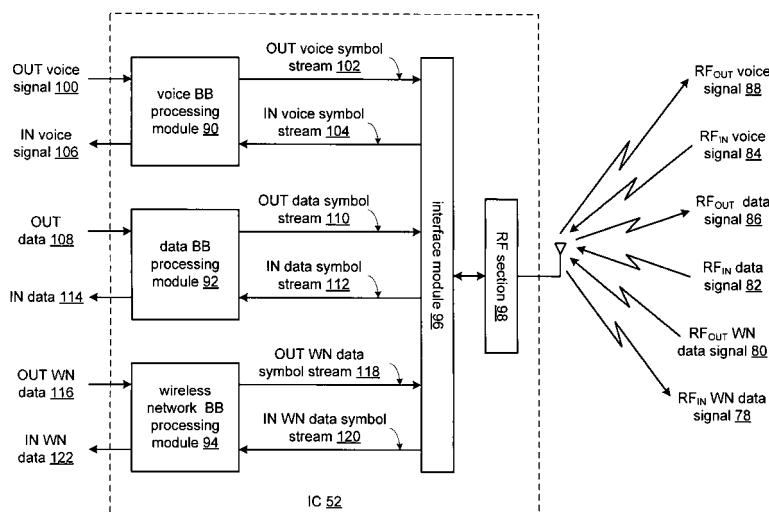 OUT voice
signal 100
IN voice
signal 106
voice BB
processing
module 90
OUT voice symbol
stream 102
IN voice symbol
stream 104
OUT
data 108
IN data 114
data BB
processing
module 92
OUT data symbol
stream 110
IN data symbol
stream 112
OUT WN
data 116
IN WN
data 122
wireless
network BB
processing
module 94
OUT WN data
symbol stream 118
IN WN data symbol
stream 120
interface module 96
RF section 98
IC 52
RFOUT voice
signal 88
RFIN voice
signal 84
RFOUT data
signal 86
RFIN data
signal 82
RFOUT WN
data signal 80
RFIN WN data
signal 78